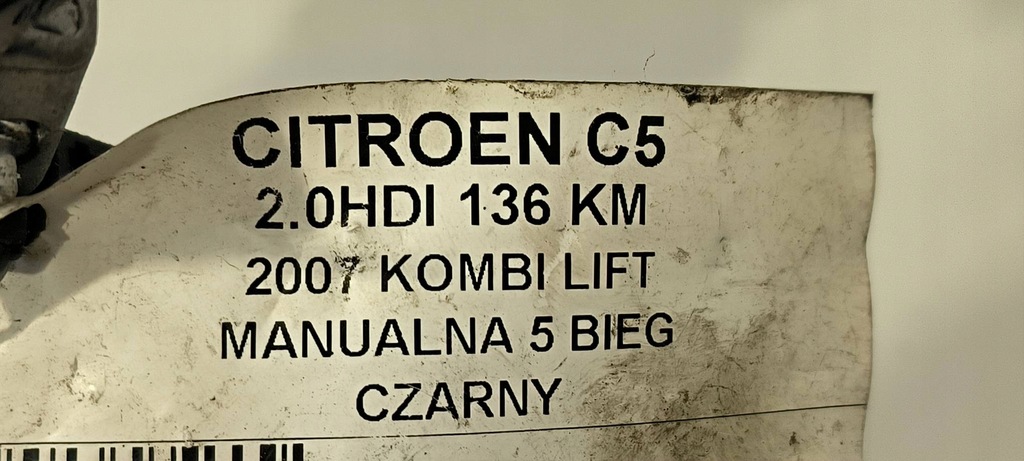 CITROEN C5
2.0HDI 136 KM
2007 KOMBI LIFT
MANUALNA 5 BIEG
CZARNY